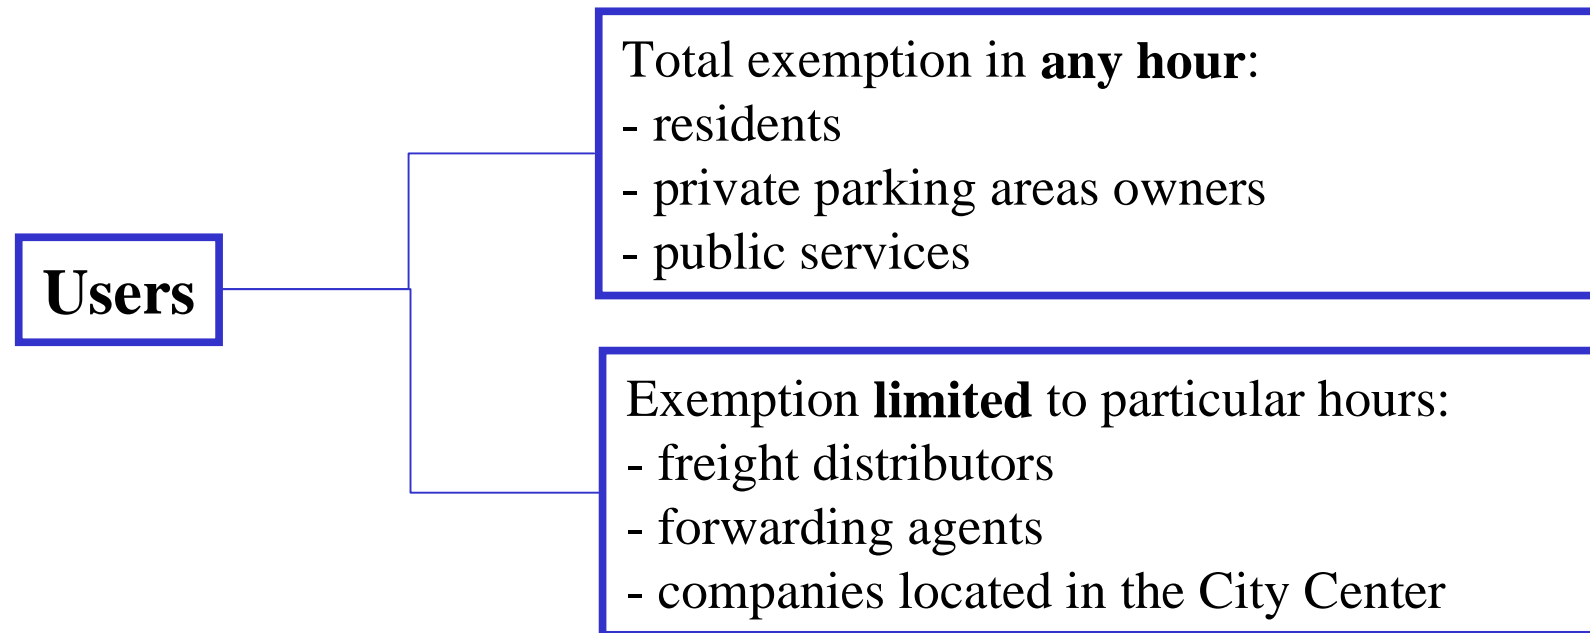 Users
Total exemption in any hour:
- residents
- private parking areas owners
- public services
Exemption limited to particular hours:
- freight distributors
- forwarding agents
- companies located in the City Center